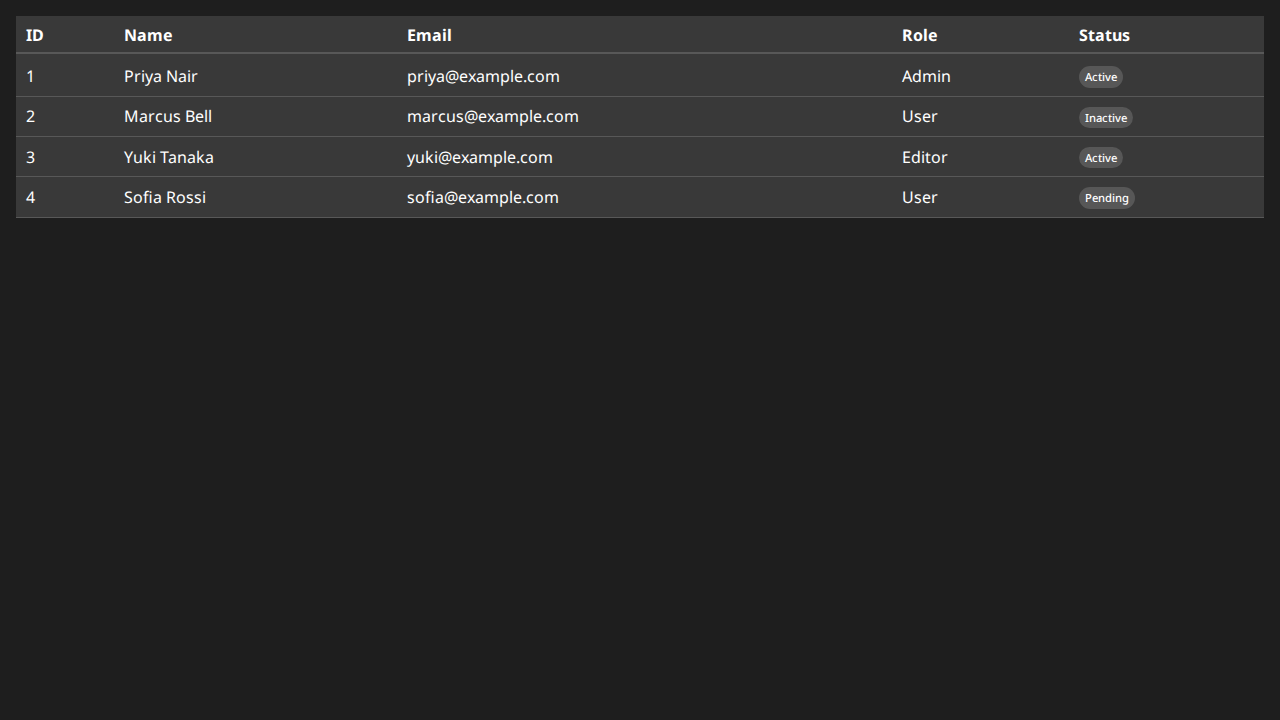 ID Name Email Role Status
1 Priya Nair priya@example.com Admin Active
2 Marcus Bell marcus@example.com User Inactive
3 Yuki Tanaka yuki@example.com Editor Active
4 Sofia Rossi sofia@example.com User Pending